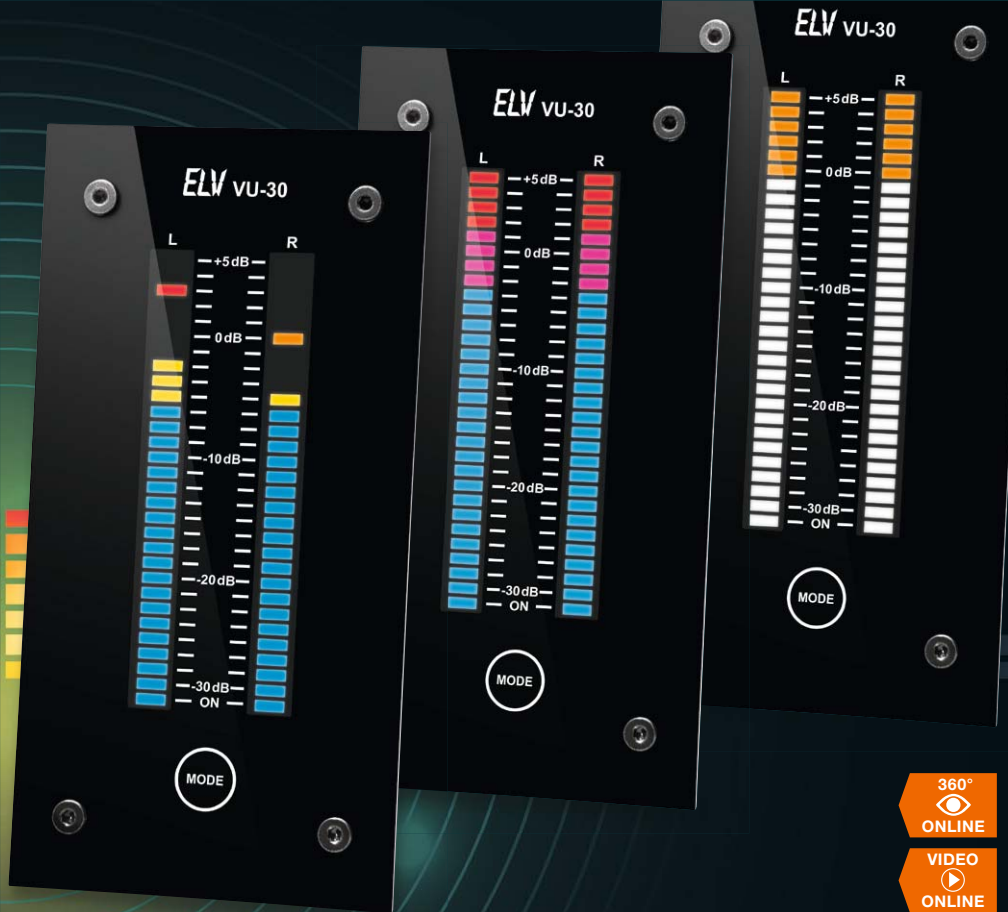 ELV VU-30
L R
+5dB
0dB
-10dB
-20dB
-30dB
ON
MODE
ELV VU-30
L R
+5dB
0dB
-10dB
-20dB
-30dB
ON
MODE
ELV VU-30
L R
+5dB
0dB
-10dB
-20dB
-30dB
ON
MODE
360°
ONLINE
VIDEO
ONLINE